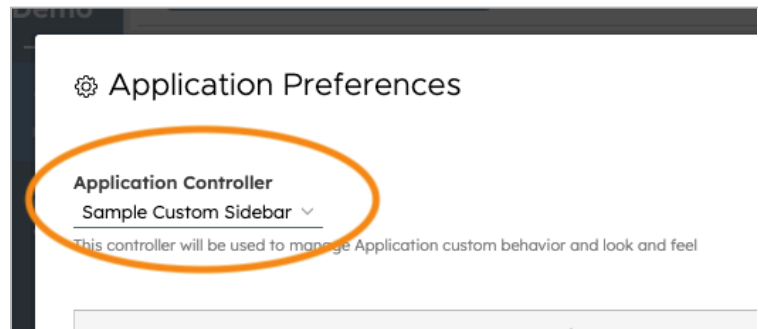 Demo
Application Preferences
Application Controller
Sample Custom Sidebar
This controller will be used to manage Application custom behavior and look and feel